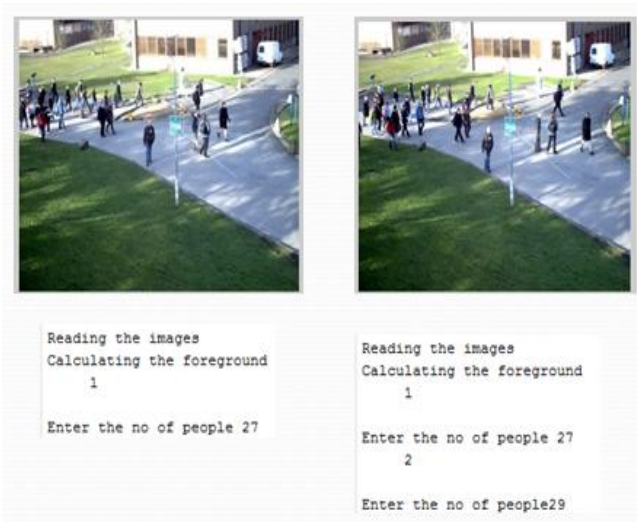 Reading the images
Calculating the foreground
1
Enter the no of people 27
Reading the images
Calculating the foreground
1
Enter the no of people 27
2
Enter the no of people29